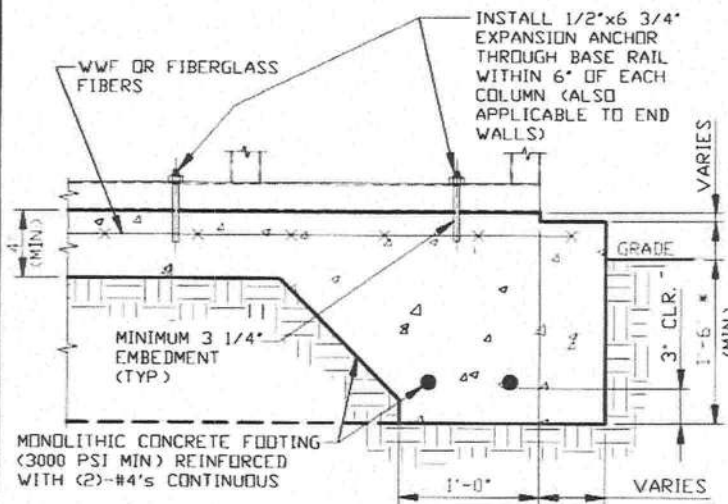 INSTALL 1/2"x6 3/4"
EXPANSION ANCHOR
THROUGH BASE RAIL
WITHIN 6" OF EACH
COLUMN (ALSO
APPLICABLE TO END
WALLS)
WWF OR FIBERGLASS
FIBERS
VARIES
4"
(MIN)
GRADE
3" CLR.
1'-6 *
(MIN)
MINIMUM 3 1/4"
EMBEDMENT
(TYP.)
MONOLITHIC CONCRETE FOOTING
(3000 PSI MIN) REINFORCED
WITH (2)-#4's CONTINUOUS
1'-0"
VARIES